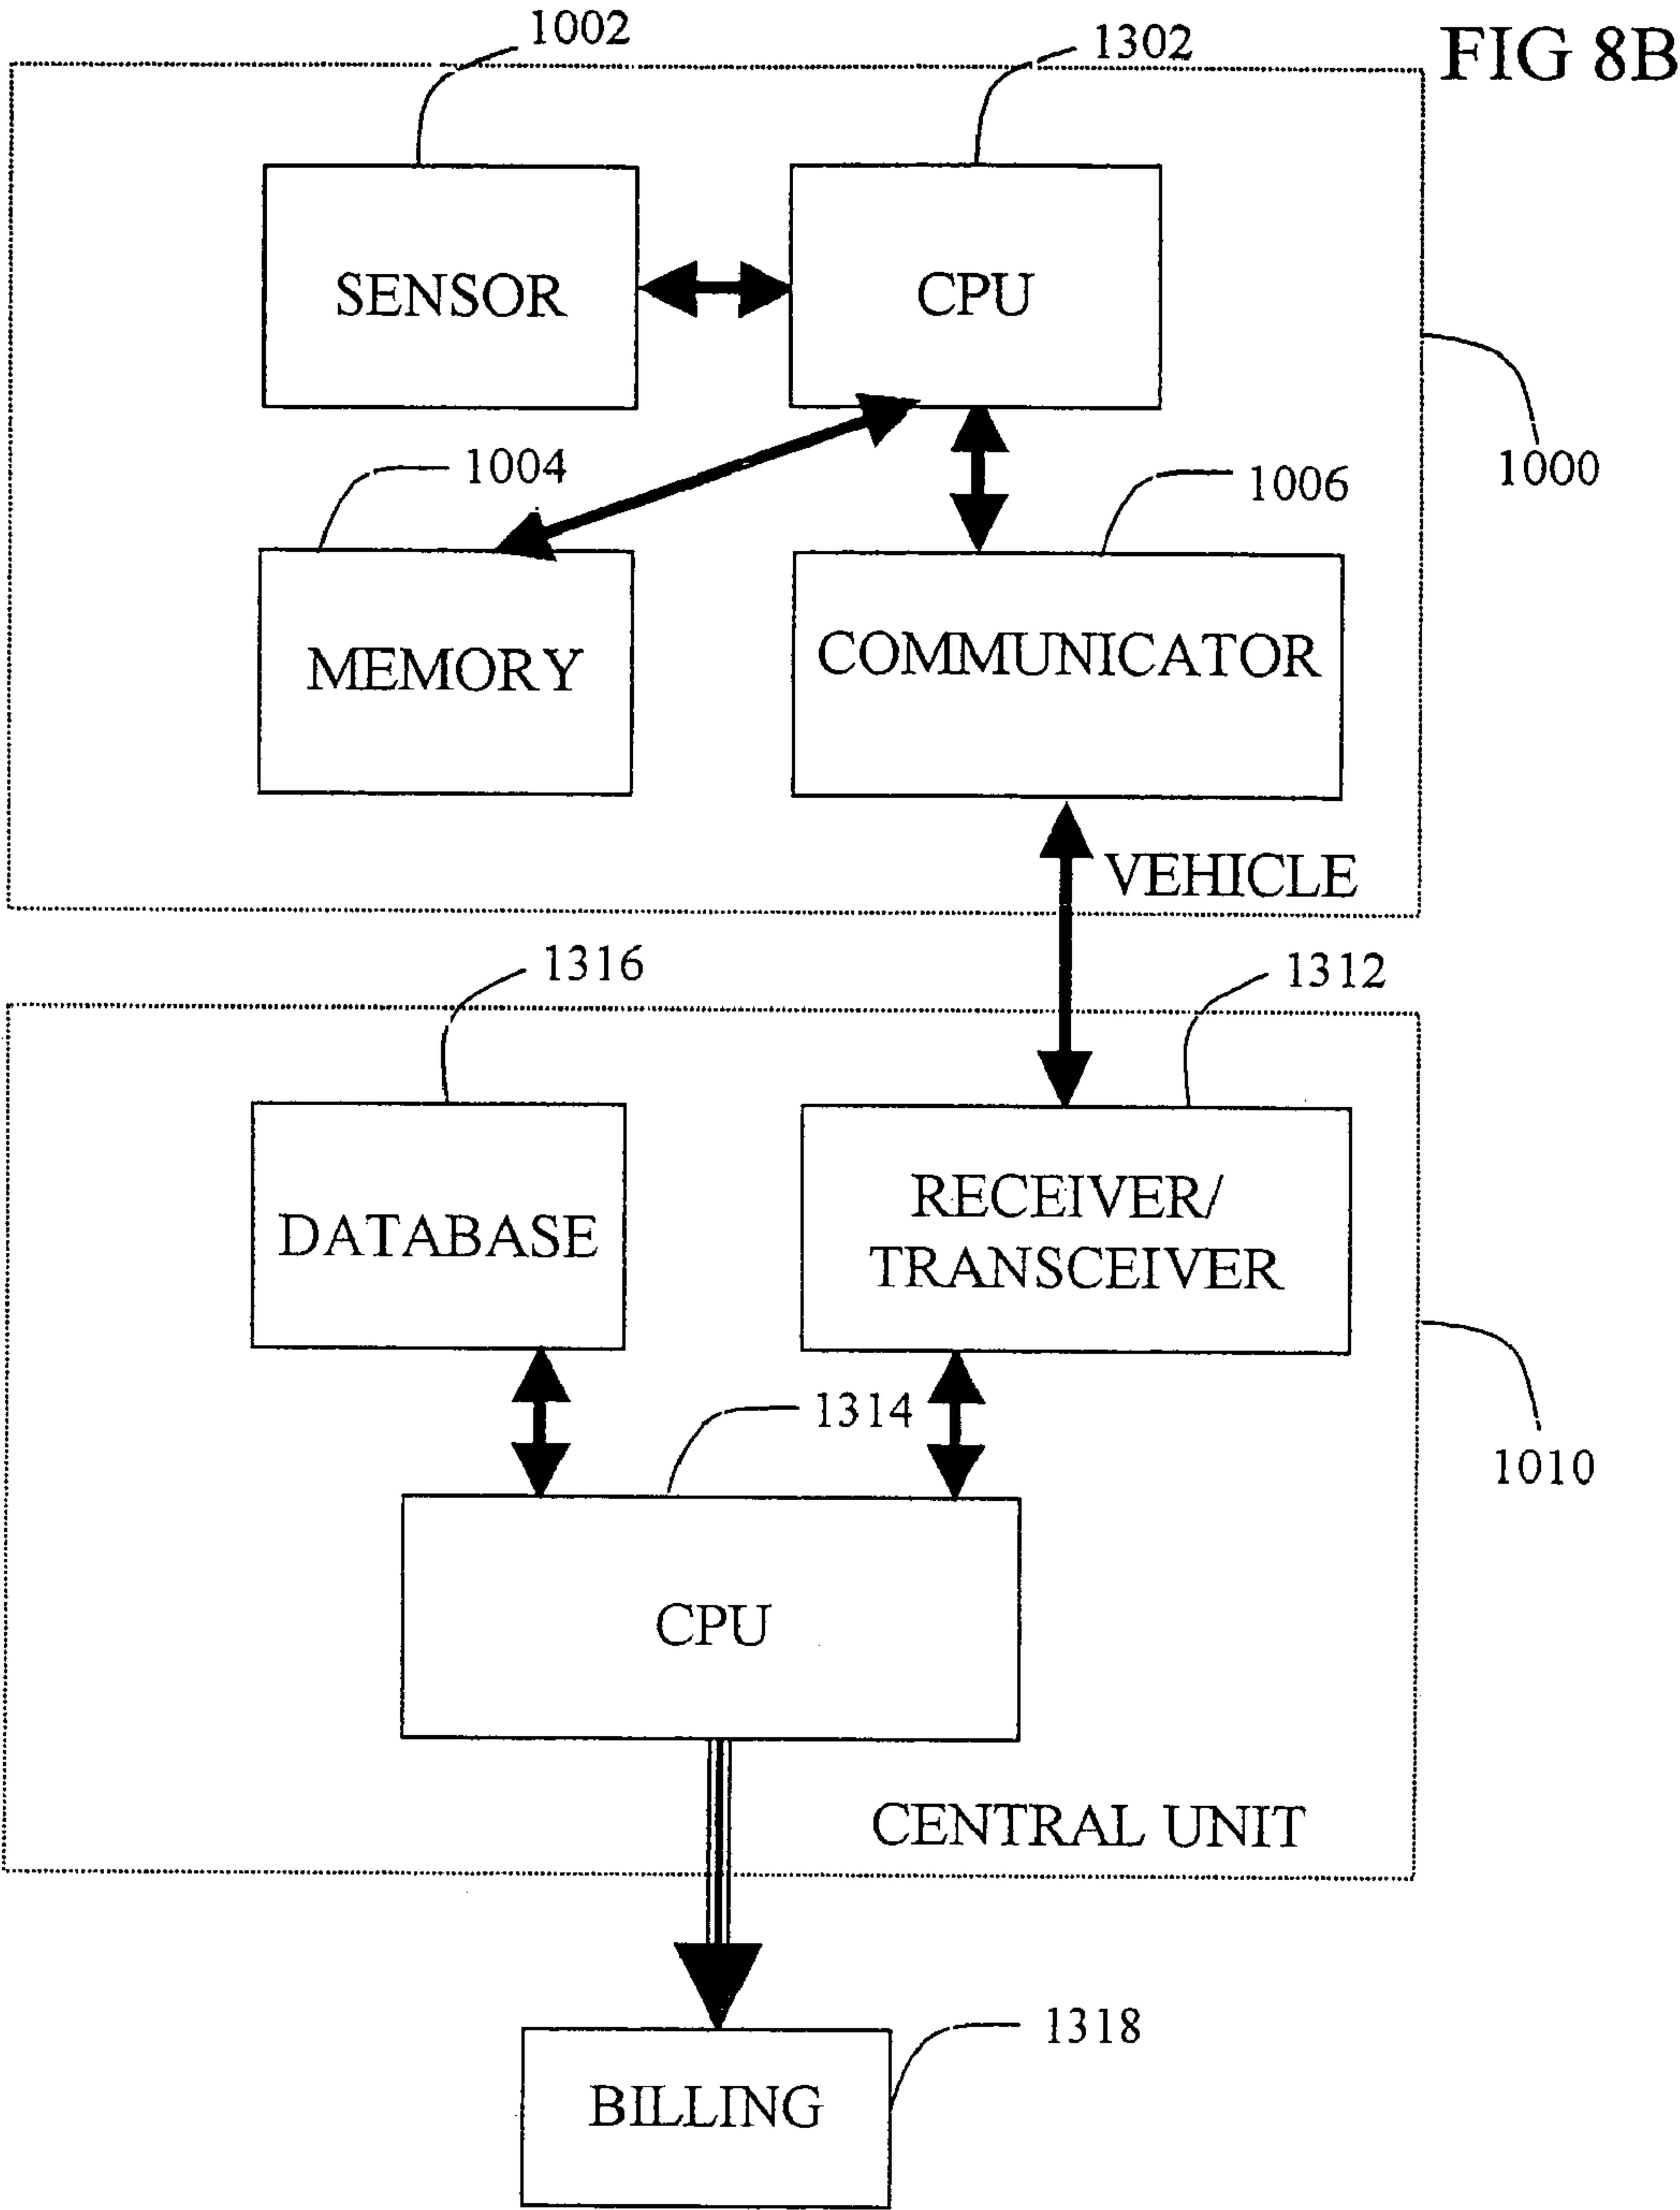 FIG 8B
1002
1302
SENSOR
CPU
1000
1004
1006
MEMORY
COMMUNICATOR
VEHICLE
1316
1312
DATABASE
RECEIVER/
TRANSCEIVER
1314
1010
CPU
CENTRAL UNIT
1318
BILLING